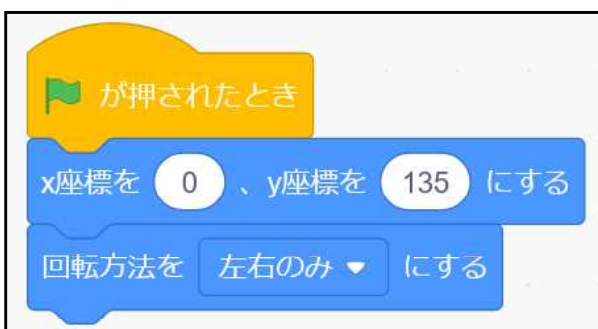 が押されたとき
x座標を 0 、y座標を 135 にする
回転方法を 左右のみ にする